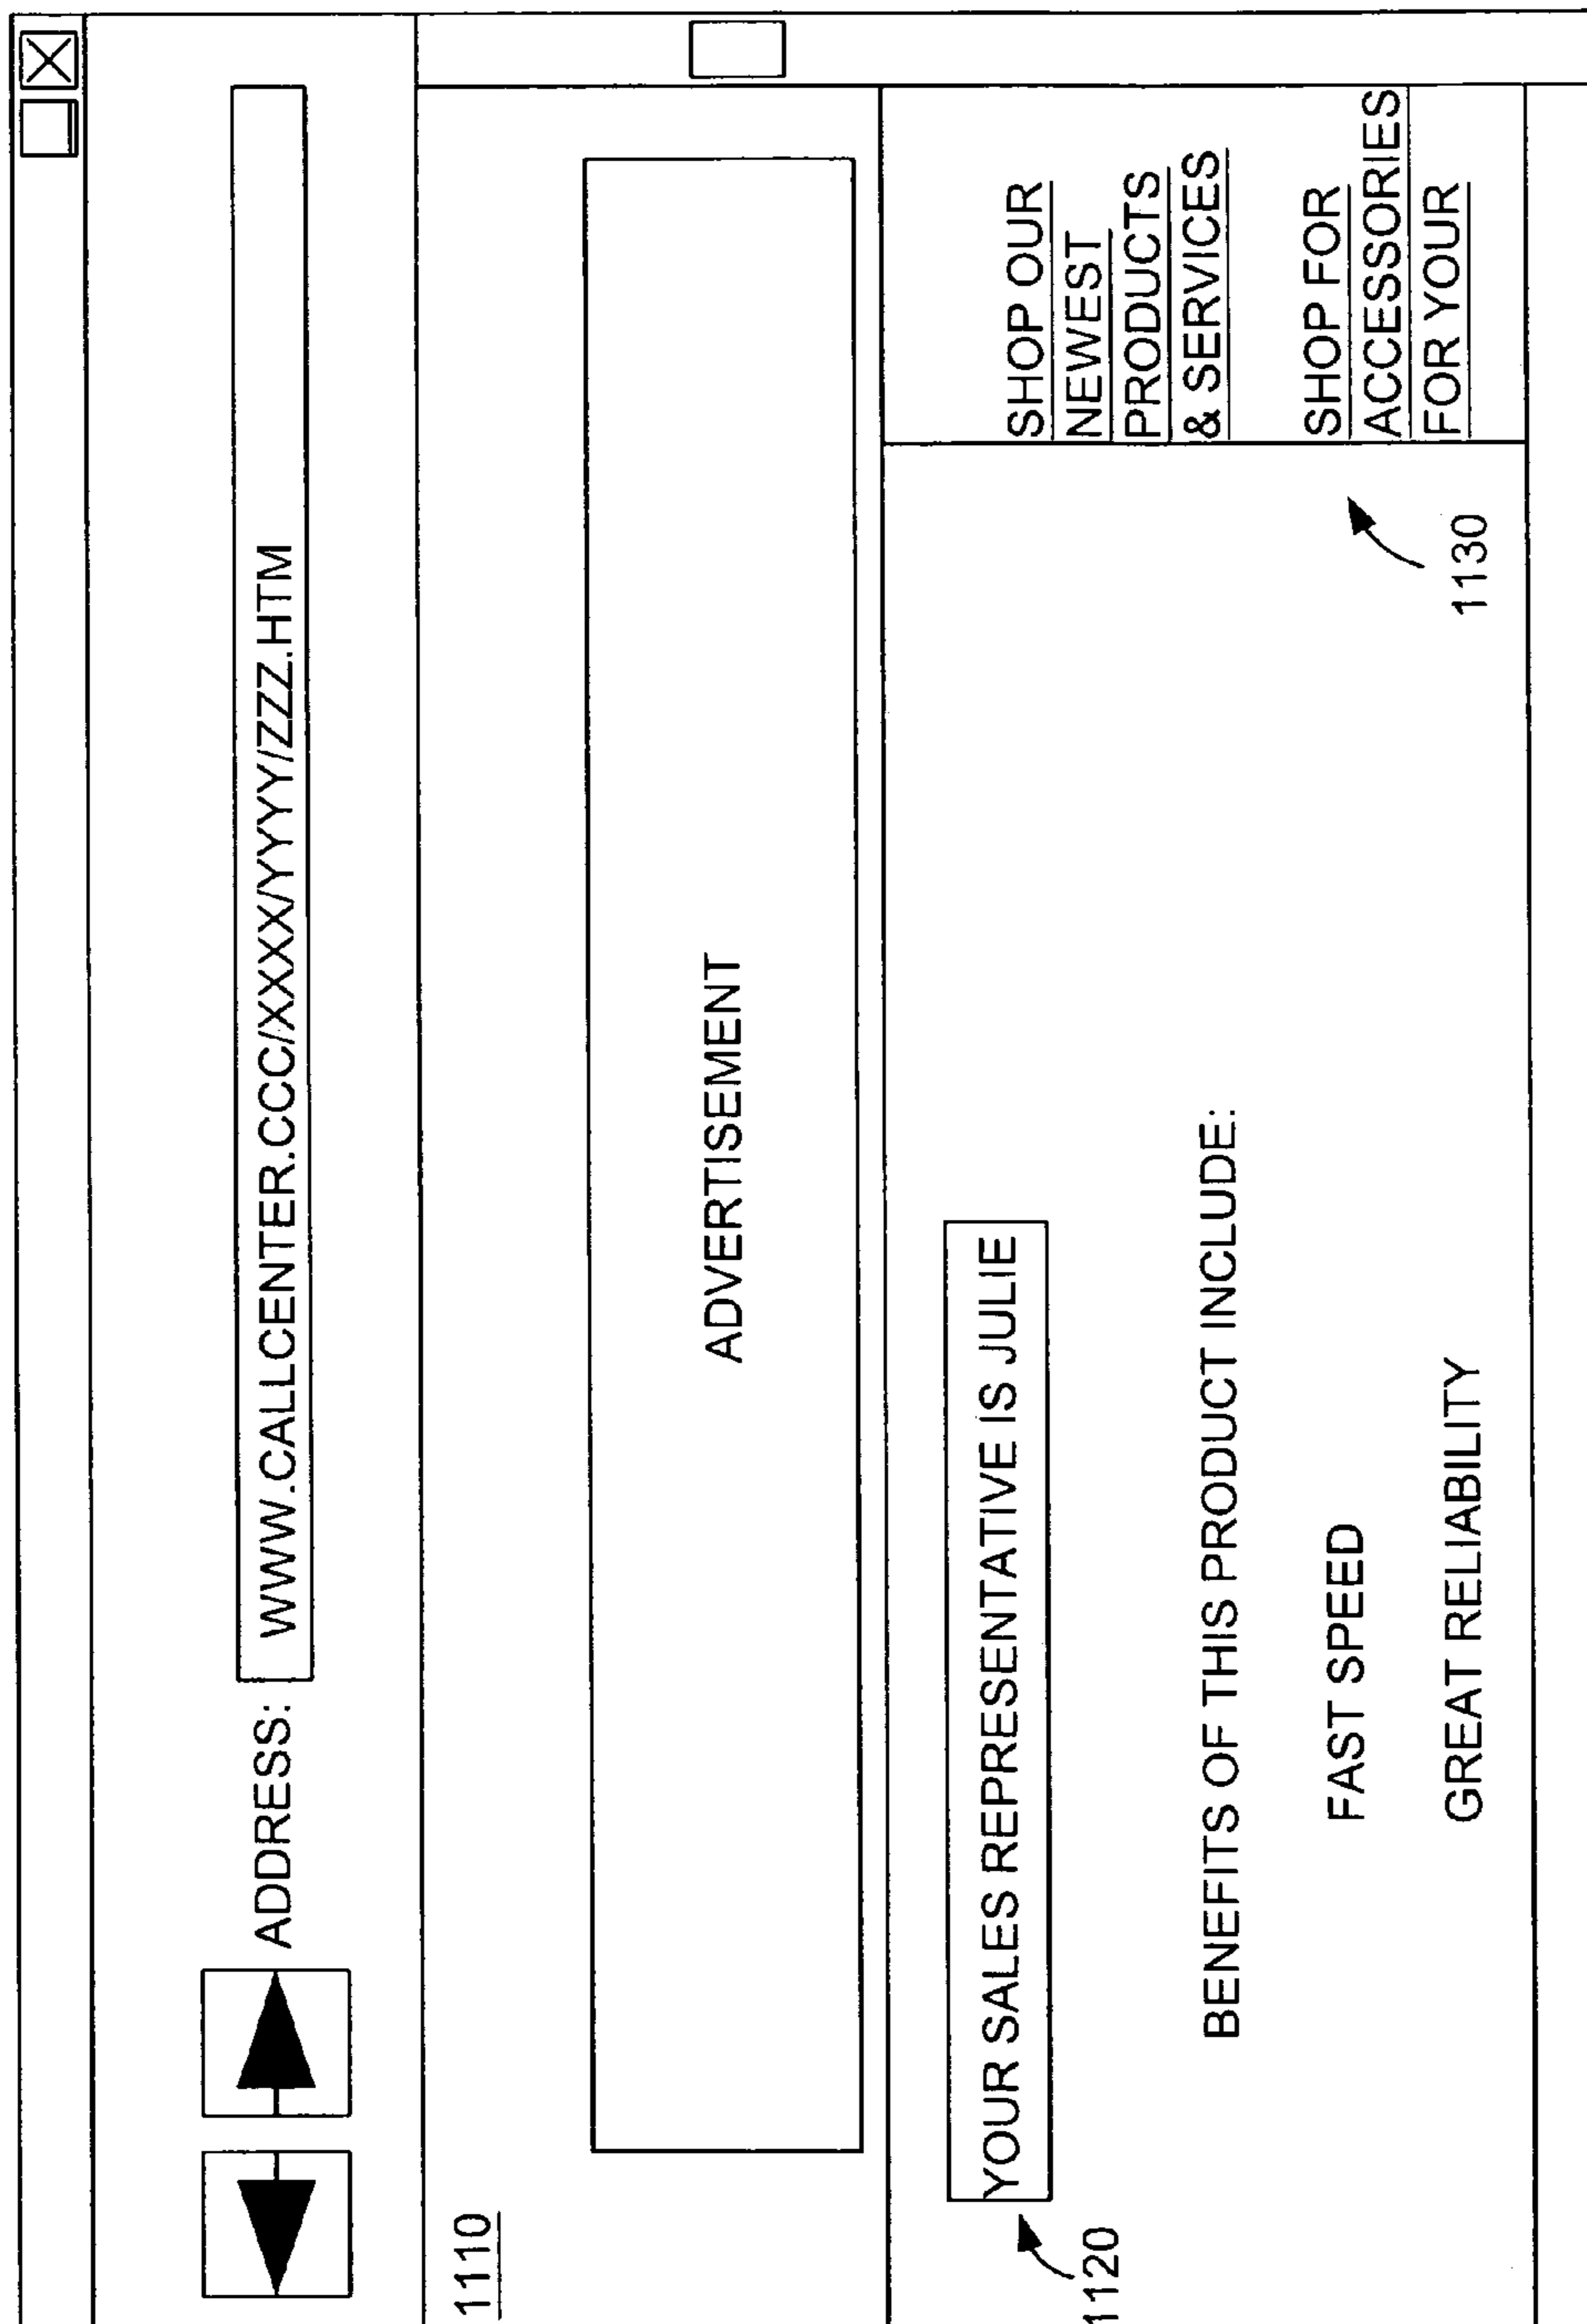 ADDRESS: WWW.CALLCENTER.CCC/XXXX/YYYY/ZZZ.HTM
1110
ADVERTISEMENT
YOUR SALES REPRESENTATIVE IS JULIE
1120
BENEFITS OF THIS PRODUCT INCLUDE:
FAST SPEED
GREAT RELIABILITY
SHOP OUR
NEWEST
PRODUCTS
& SERVICES
SHOP FOR
ACCESSORIES
FOR YOUR
1130